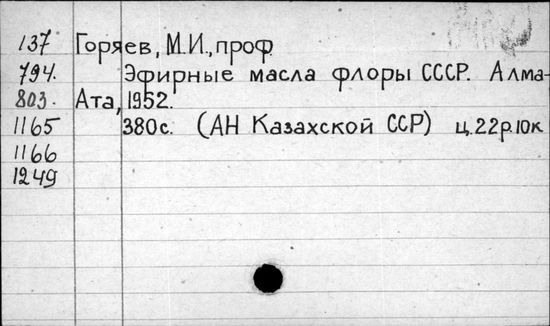 137 Горяев, М.И., проф.
794. Эфирные масла флоры СССР. Алма-
803. Ата, 1952.
1165 380с. (АН Казахской ССР) ц.22р.10к
1166
1249